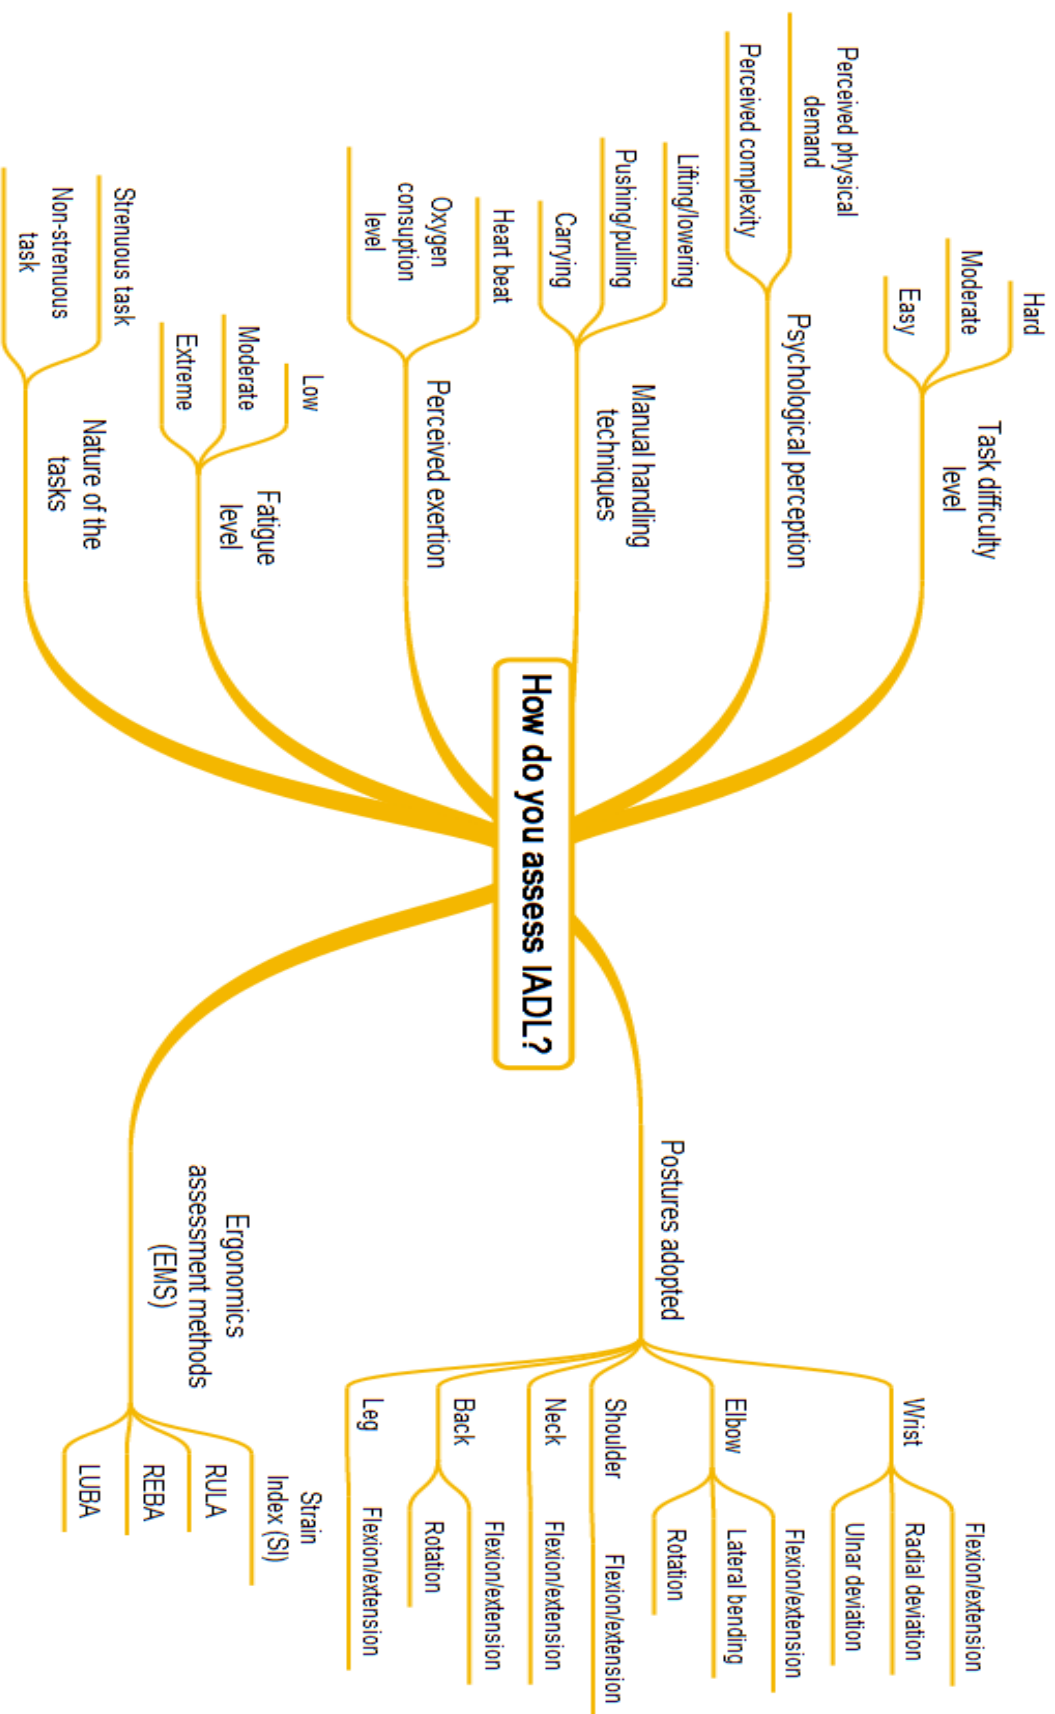 How do you assess IADL?
Task difficulty
level
Hard
Moderate
Easy
Psychological perception
Perceived physical
demand
Perceived complexity
Manual handling
techniques
Lifting/lowering
Pushing/pulling
Carrying
Perceived exertion
Heart beat
Oxygen
consuption
level
Fatigue
level
Low
Moderate
Extreme
Nature of the
tasks
Strenuous task
Non-strenuous
task
Postures adopted
Wrist
Flexion/extension
Radial deviation
Ulnar deviation
Elbow
Flexion/extension
Lateral bending
Rotation
Shoulder
Flexion/extension
Neck
Flexion/extension
Back
Flexion/extension
Rotation
Leg
Flexion/extension
Ergonomics
assessment methods
(EMS)
Strain
Index (SI)
RULA
REBA
LUBA